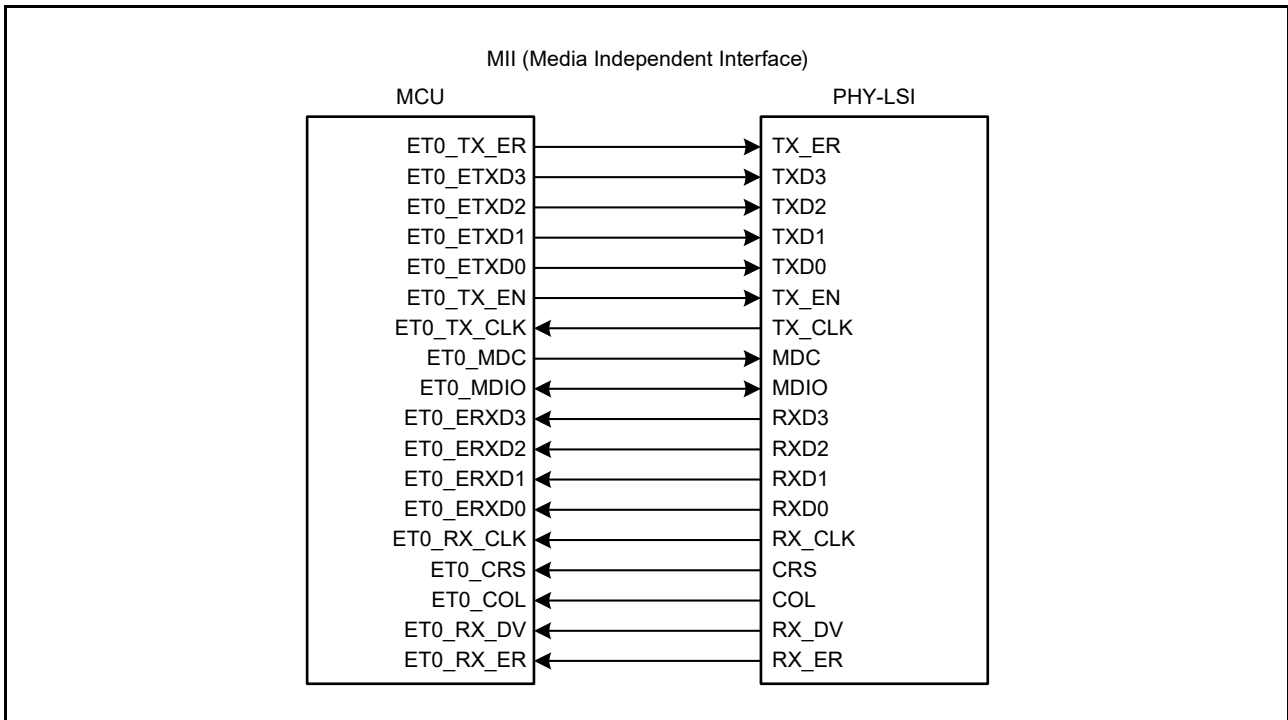 MII (Media Independent Interface)
MCU PHY-LSI
ET0_TX_ER TX_ER
ET0_ETXD3 TXD3
ET0_ETXD2 TXD2
ET0_ETXD1 TXD1
ET0_ETXD0 TXD0
ET0_TX_EN TX_EN
ET0_TX_CLK TX_CLK
ET0_MDC MDC
ET0_MDIO MDIO
ET0_ERXD3 RXD3
ET0_ERXD2 RXD2
ET0_ERXD1 RXD1
ET0_ERXD0 RXD0
ET0_RX_CLK RX_CLK
ET0_CRS CRS
ET0_COL COL
ET0_RX_DV RX_DV
ET0_RX_ER RX_ER